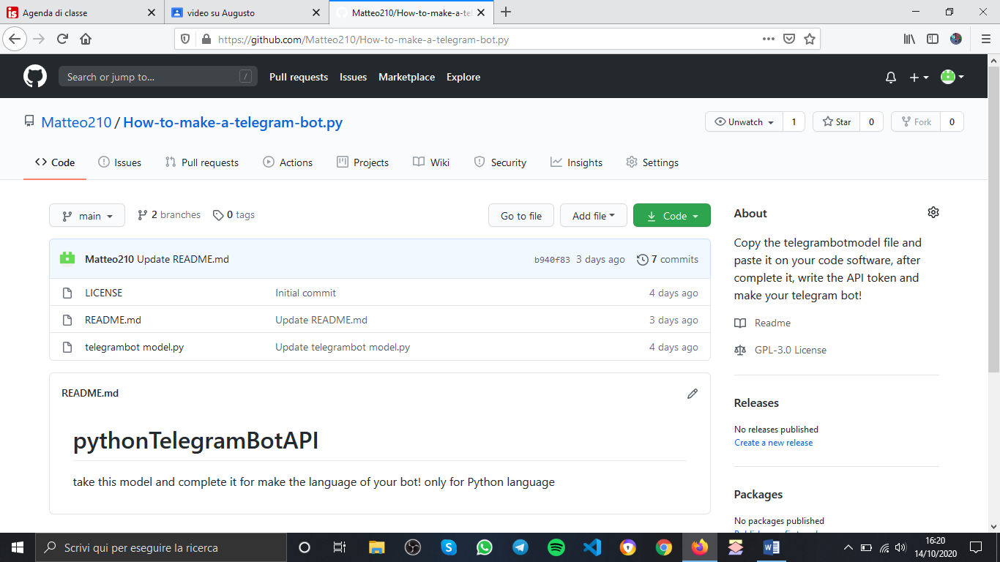 Agenda di classe
video su Augusto
Matteo210/How-to-make-a-te
https://github.com/Matteo210/How-to-make-a-telegram-bot.py
Search or jump to... /
Pull requests Issues Marketplace Explore
Matteo210 / How-to-make-a-telegram-bot.py
Unwatch 1 Star 0 Fork 0
Code Issues Pull requests Actions Projects Wiki Security Insights Settings
main 2 branches 0 tags Go to file Add file Code
Matteo210 Update README.md b940f83 3 days ago 7 commits
LICENSE Initial commit 4 days ago
README.md Update README.md 3 days ago
telegrambot model.py Update telegrambot model.py 4 days ago
README.md
pythonTelegramBotAPI
take this model and complete it for make the language of your bot! only for Python language
About
Copy the telegrambotmodel file and
paste it on your code software, after
complete it, write the API token and
make your telegram bot!
Readme
GPL-3.0 License
Releases
No releases published
Create a new release
Packages
No packages published
Scrivi qui per eseguire la ricerca
16:20
14/10/2020